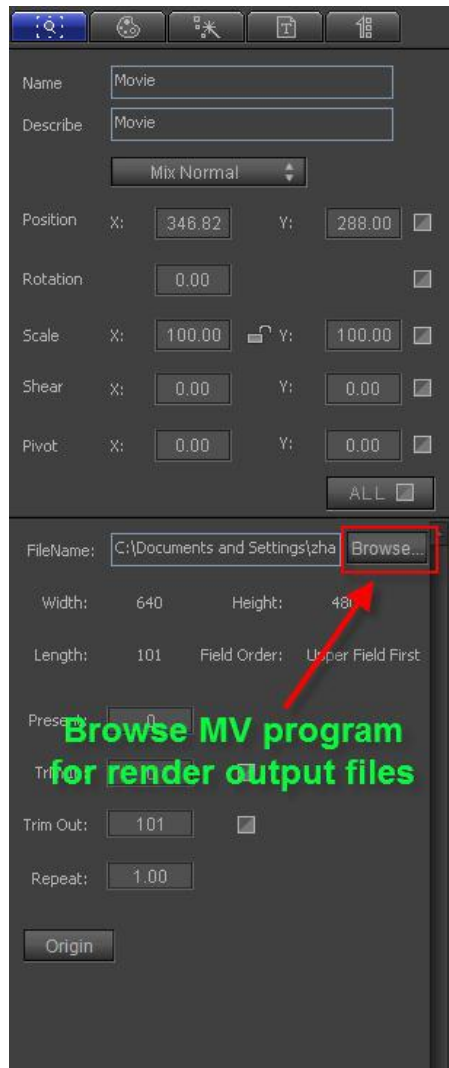 Name Movie
Describe Movie
Mix Normal
Position X: 346.82 Y: 288.00
Rotation 0.00
Scale X: 100.00 Y: 100.00
Shear X: 0.00 Y: 0.00
Pivot X: 0.00 Y: 0.00
ALL
FileName: C:\Documents and Settings\zha Browse...
Width: 640 Height:
Length: 101 Field Order: Upper Field First
Present: 0
Browse MV program
for render output files
Trim Out: 101
Repeat: 1.00
Origin